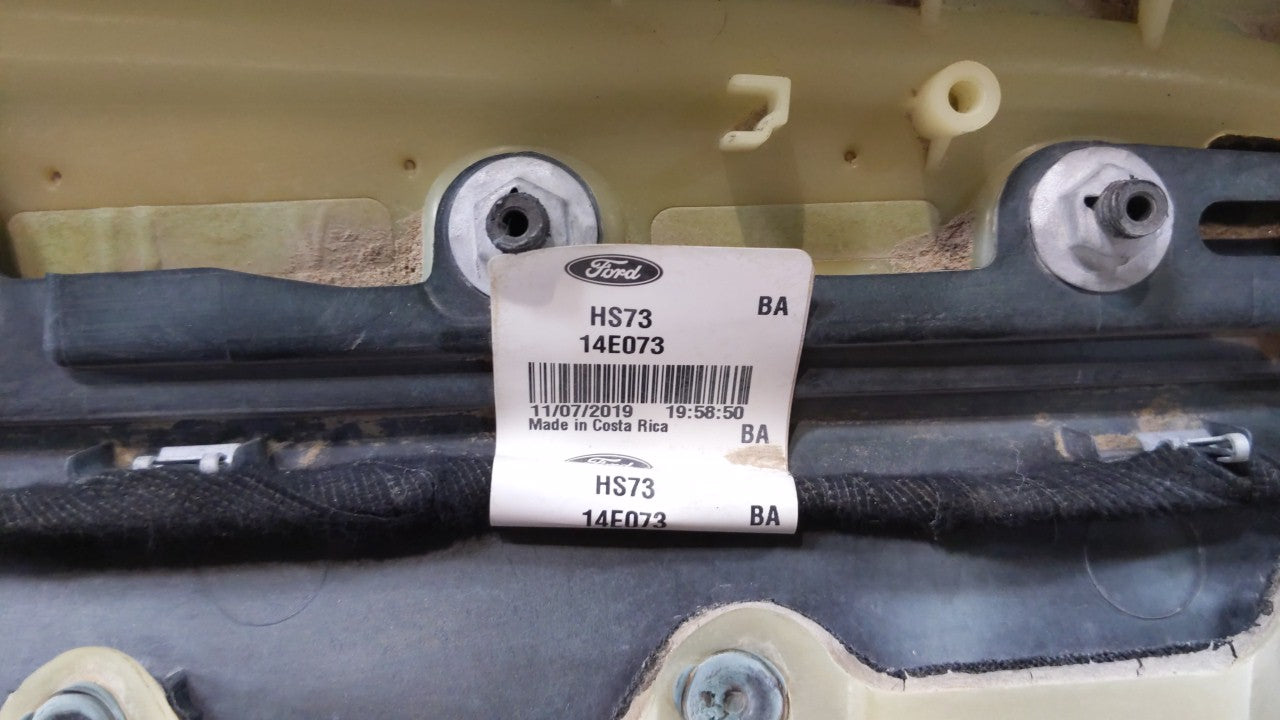 Ford
HS73 BA
14E073
11/07/2019 19:58:50
Made in Costa Rica BA
Ford
HS73
14E073 BA